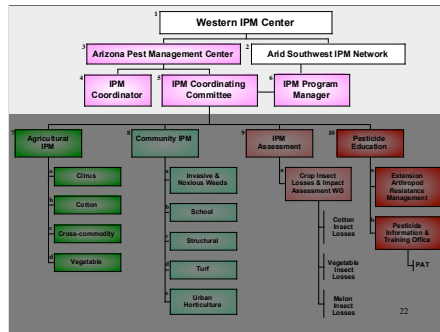 1
Western IPM Center
3
Arizona Pest Management Center
2
Arid Southwest IPM Network
4
IPM
Coordinator
5
IPM
Coordinating
Committee
6
IPM Program
Manager
7
Agricultural
IPM
8
Community IPM
9
IPM
Assessment
10
Pesticide
Education
a
Citrus
b
Cotton
c
Cross-commodity
d
Vegetable
a
Invasive &
Noxious Weeds
b
School
c
Structural
d
Turf
e
Urban
Horticulture
a
Crop Insect
Losses & Impact
Assessment WG
Cotton
Insect
Losses
Vegetable
Insect
Losses
Melon
Insect
Losses
a
Extension
Arthropod
Resistance
Management
b
Pesticide
Information &
Training Office
PAT
22